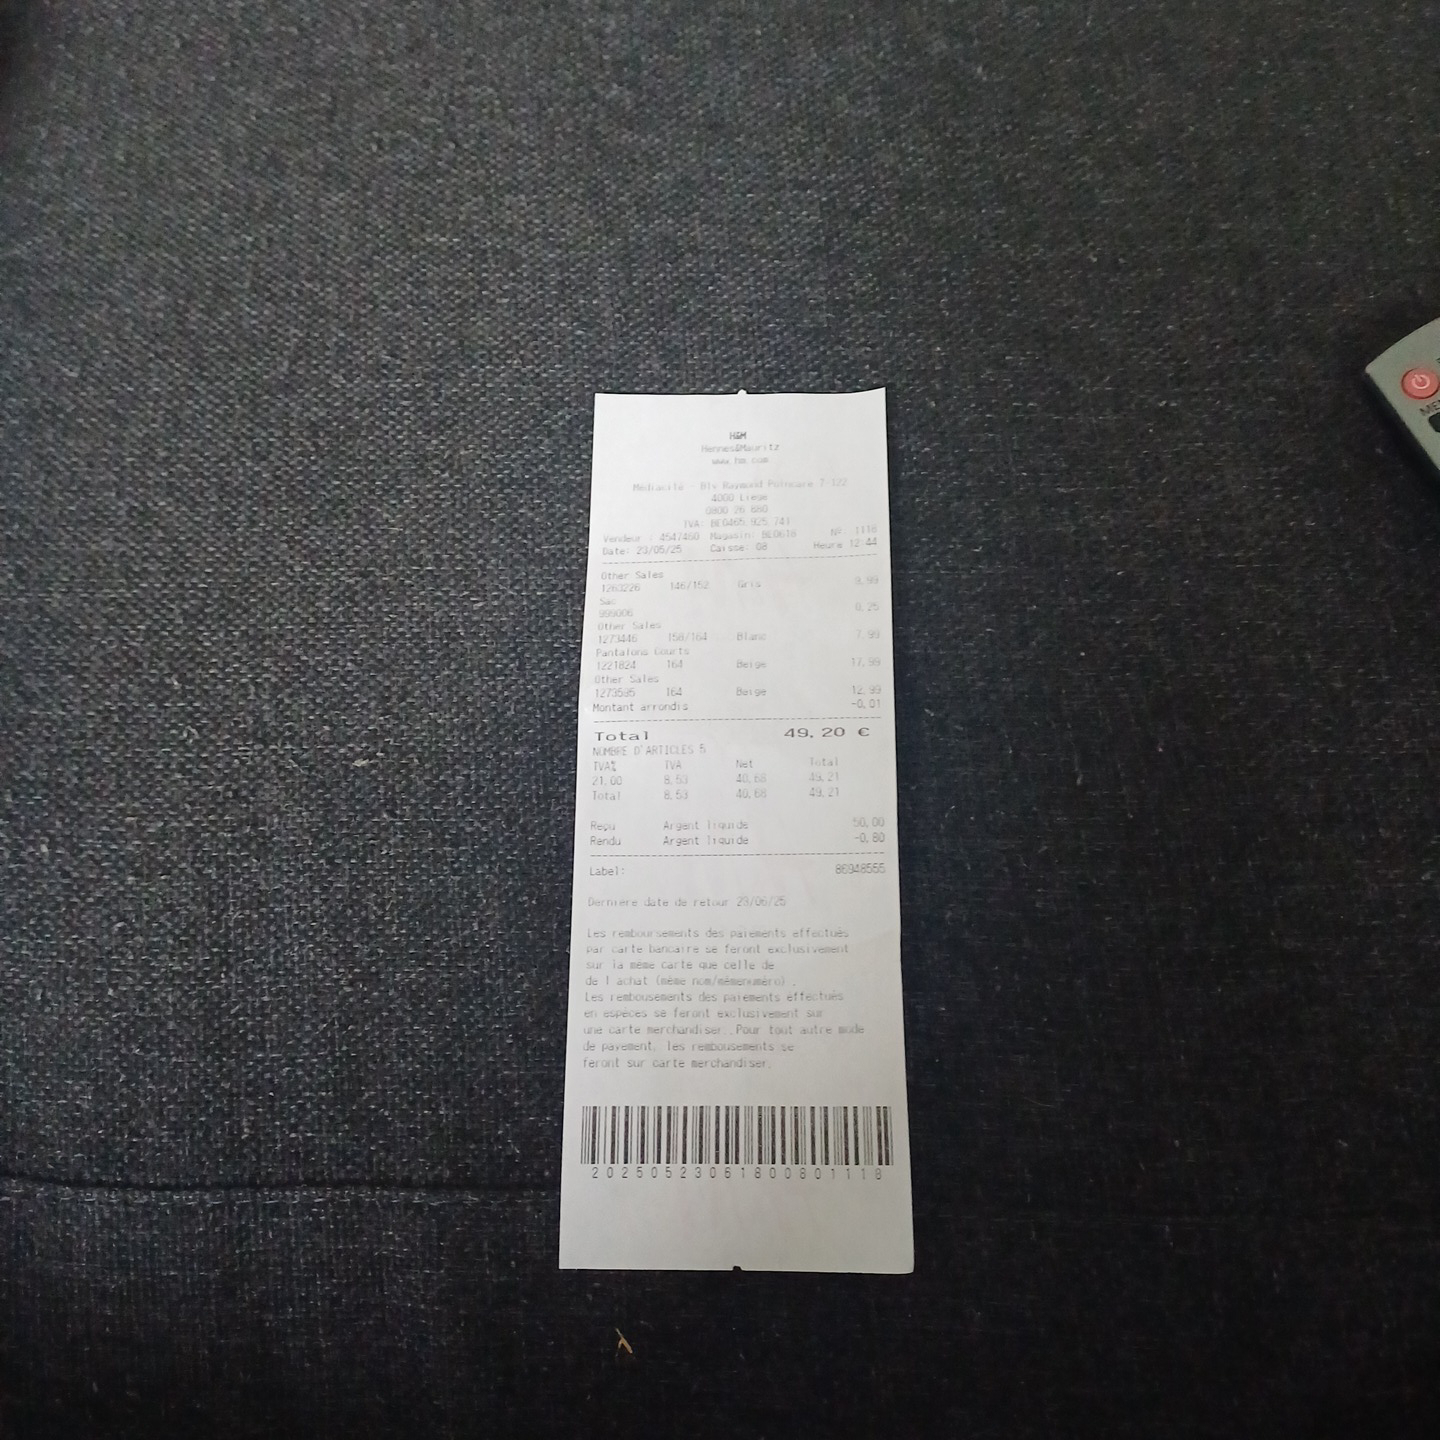 H&M
Hennes&Mauritz
www.hm.com
Médiacité - Blv Raymond Poincare 7-122
4000 Liege
0800 26 880
TVA: BE0465.925.741
Vendeur : 4547460 Magasin: BE0618 Nº: 1118
Date: 23/05/25 Caisse: 08 Heure 12:44
Other Sales
1263226 146/152 Gris 9,99
Sac
999006 0,25
Other Sales
1273446 158/164 Blanc 7,99
Pantalons Courts
1221824 164 Beige 17,99
Other Sales
1273595 164 Beige 12,99
Montant arrondis -0,01
Total 49,20 €
NOMBRE D'ARTICLES 5
TVA% TVA Net Total
21,00 8,53 40,68 49,21
Total 8,53 40,68 49,21
Reçu Argent liquide 50,00
Rendu Argent liquide -0,80
Label: 86948555
Dernière date de retour 23/06/25
Les remboursements des paiements effectués
par carte bancaire se feront exclusivement
sur la même carte que celle de
de l achat (même nom/mêmenuméro) .
Les rembousements des paiements effectués
en espèces se feront exclusivement sur
une carte merchandiser..Pour tout autre mode
de payement, les rembousements se
feront sur carte merchandiser.
20250523061800801118